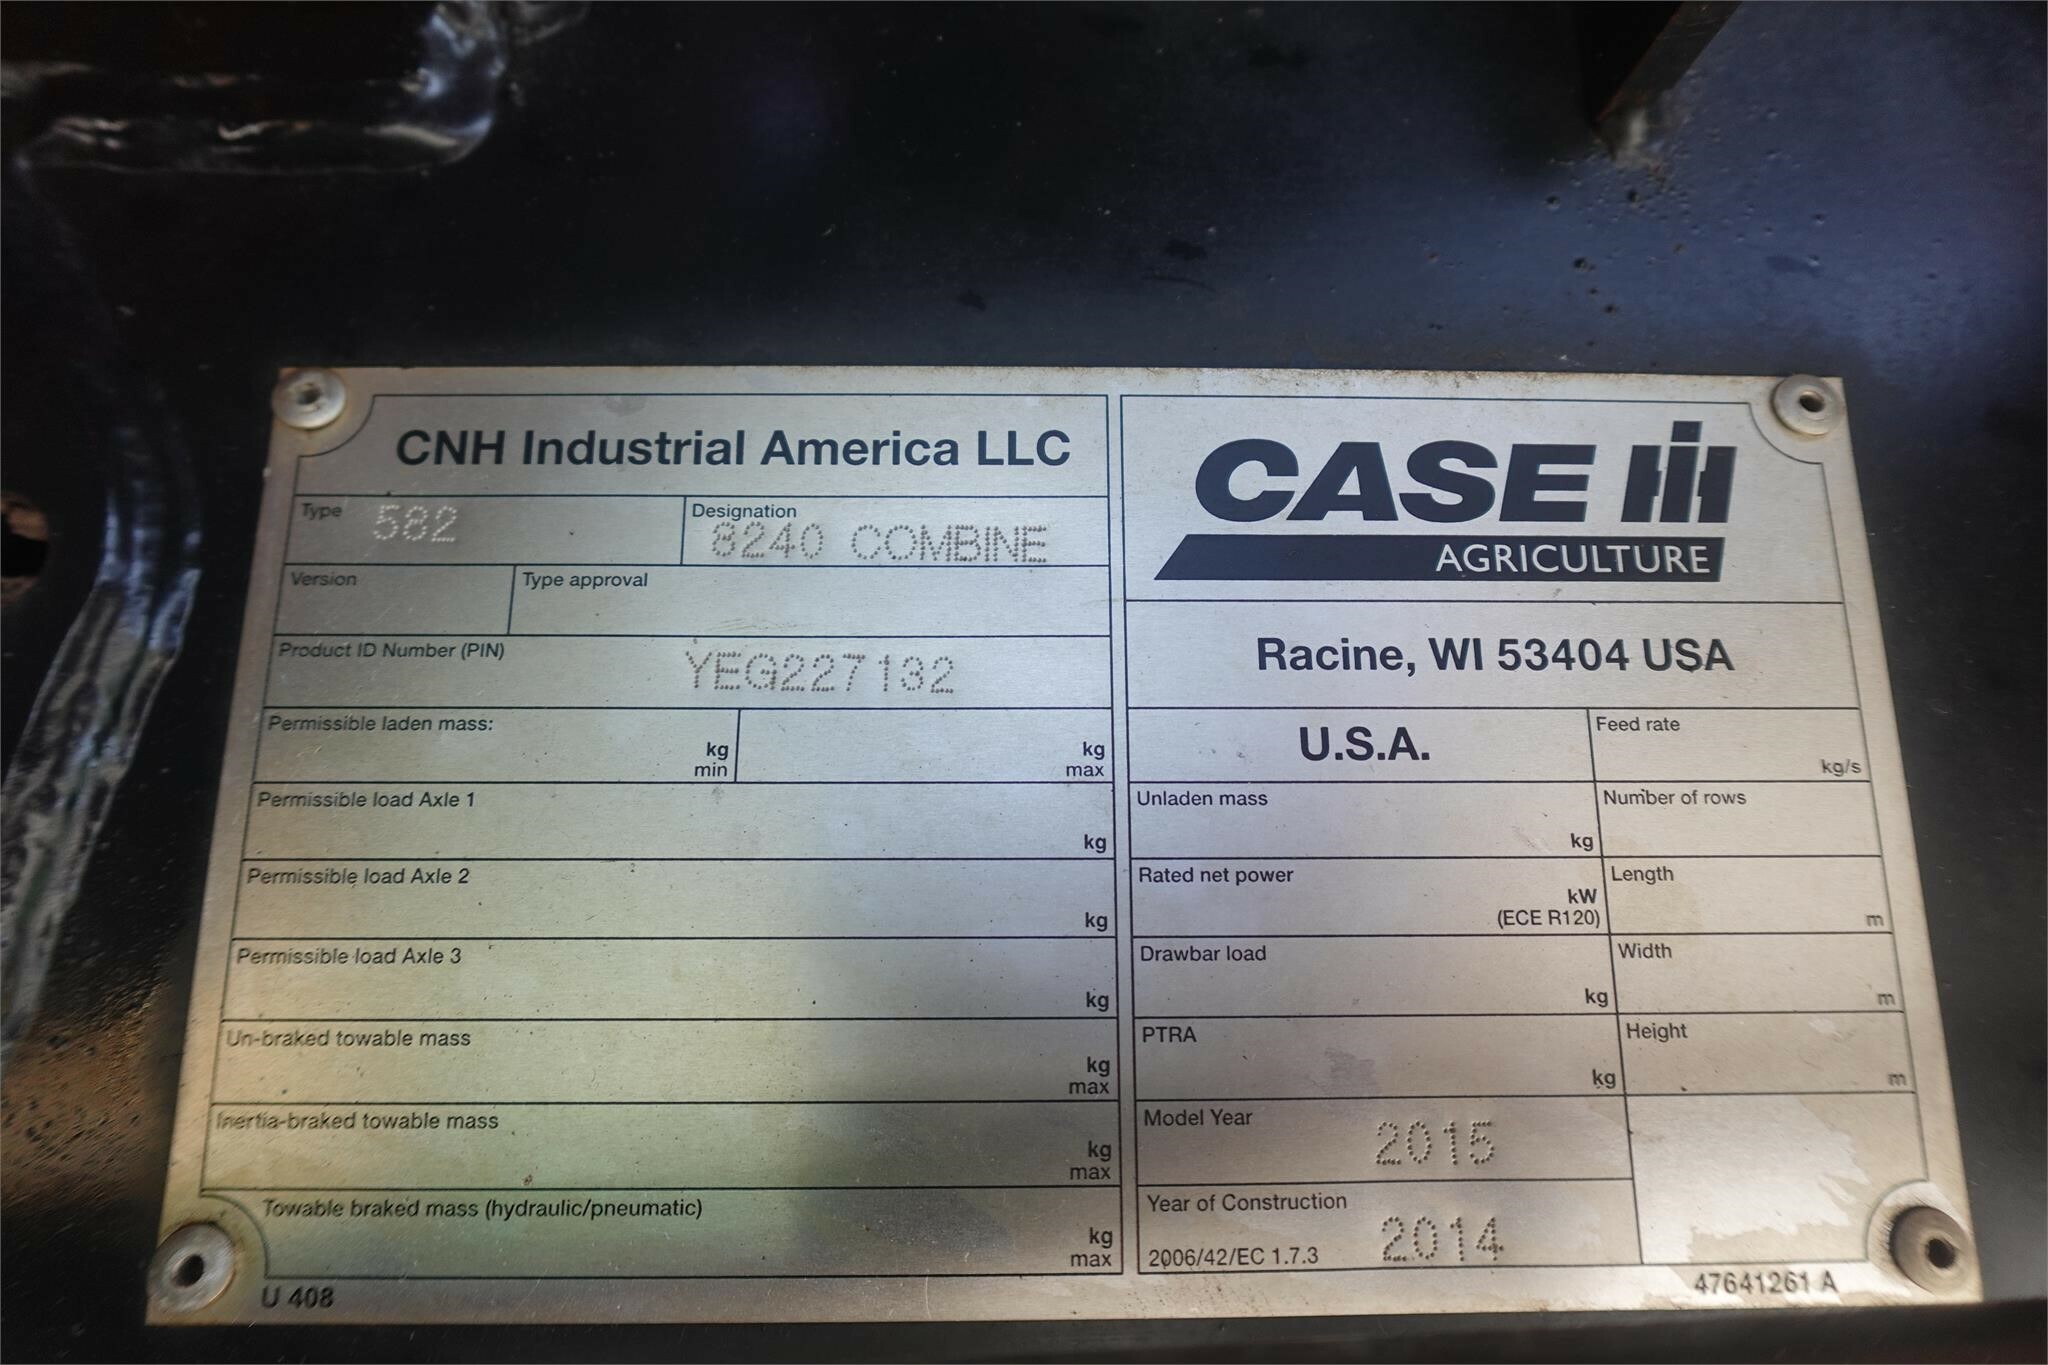 CNH Industrial America LLC
Type 582
Designation 8240 COMBINE
Version
Type approval
Product ID Number (PIN) YEG227132
Permissible laden mass:
kg min
kg max
Permissible load Axle 1
kg
Permissible load Axle 2
kg
Permissible load Axle 3
kg
Un-braked towable mass
kg
max
Inertia-braked towable mass
kg
max
Towable braked mass (hydraulic/pneumatic)
kg
max
U 408
CASE IH
AGRICULTURE
Racine, WI 53404 USA
U.S.A.
Feed rate
kg/s
Unladen mass
kg
Number of rows
Rated net power
kW
(ECE R120)
Length
m
Drawbar load
kg
Width
m
PTRA
kg
Height
m
Model Year 2015
Year of Construction
2006/42/EC 1.7.3 2014
47641261 A